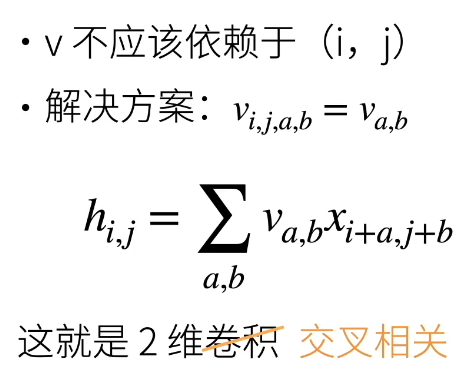 • v 不应该依赖于（i，j）
• 解决方案：v_{i,j,a,b} = v_{a,b}
h_{i,j} = \sum_{a,b} v_{a,b} x_{i+a,j+b}
这就是 2 维卷积 交叉相关